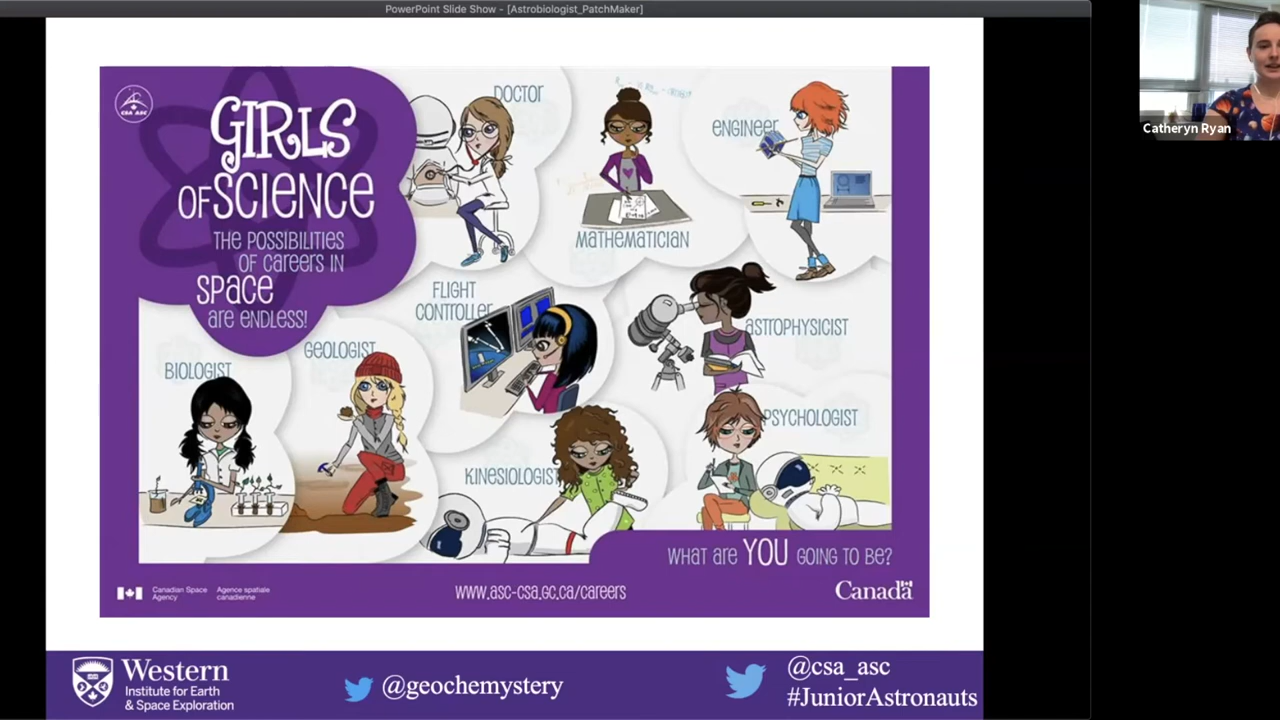 PowerPoint Slide Show - [Astrobiologist_PatchMaker]
Catheryn Ryan
CSA ASC
GIRLS
OF SCIENCE
THE POSSIBILITIES
OF CAREERS IN
SPACE
ARE ENDLESS!
DOCTOR
MATHEMATICIAN
ENGINEER
FLIGHT
CONTROLLER
ASTROPHYSICIST
BIOLOGIST
GEOLOGIST
KINESIOLOGIST
PSYCHOLOGIST
WHAT ARE YOU GOING TO BE?
Canadian Space
Agency
Agence spatiale
canadienne
www.asc-csa.gc.ca/careers
Canada
Western
Institute for Earth
& Space Exploration
@geochemystery
@csa_asc
#JuniorAstronauts